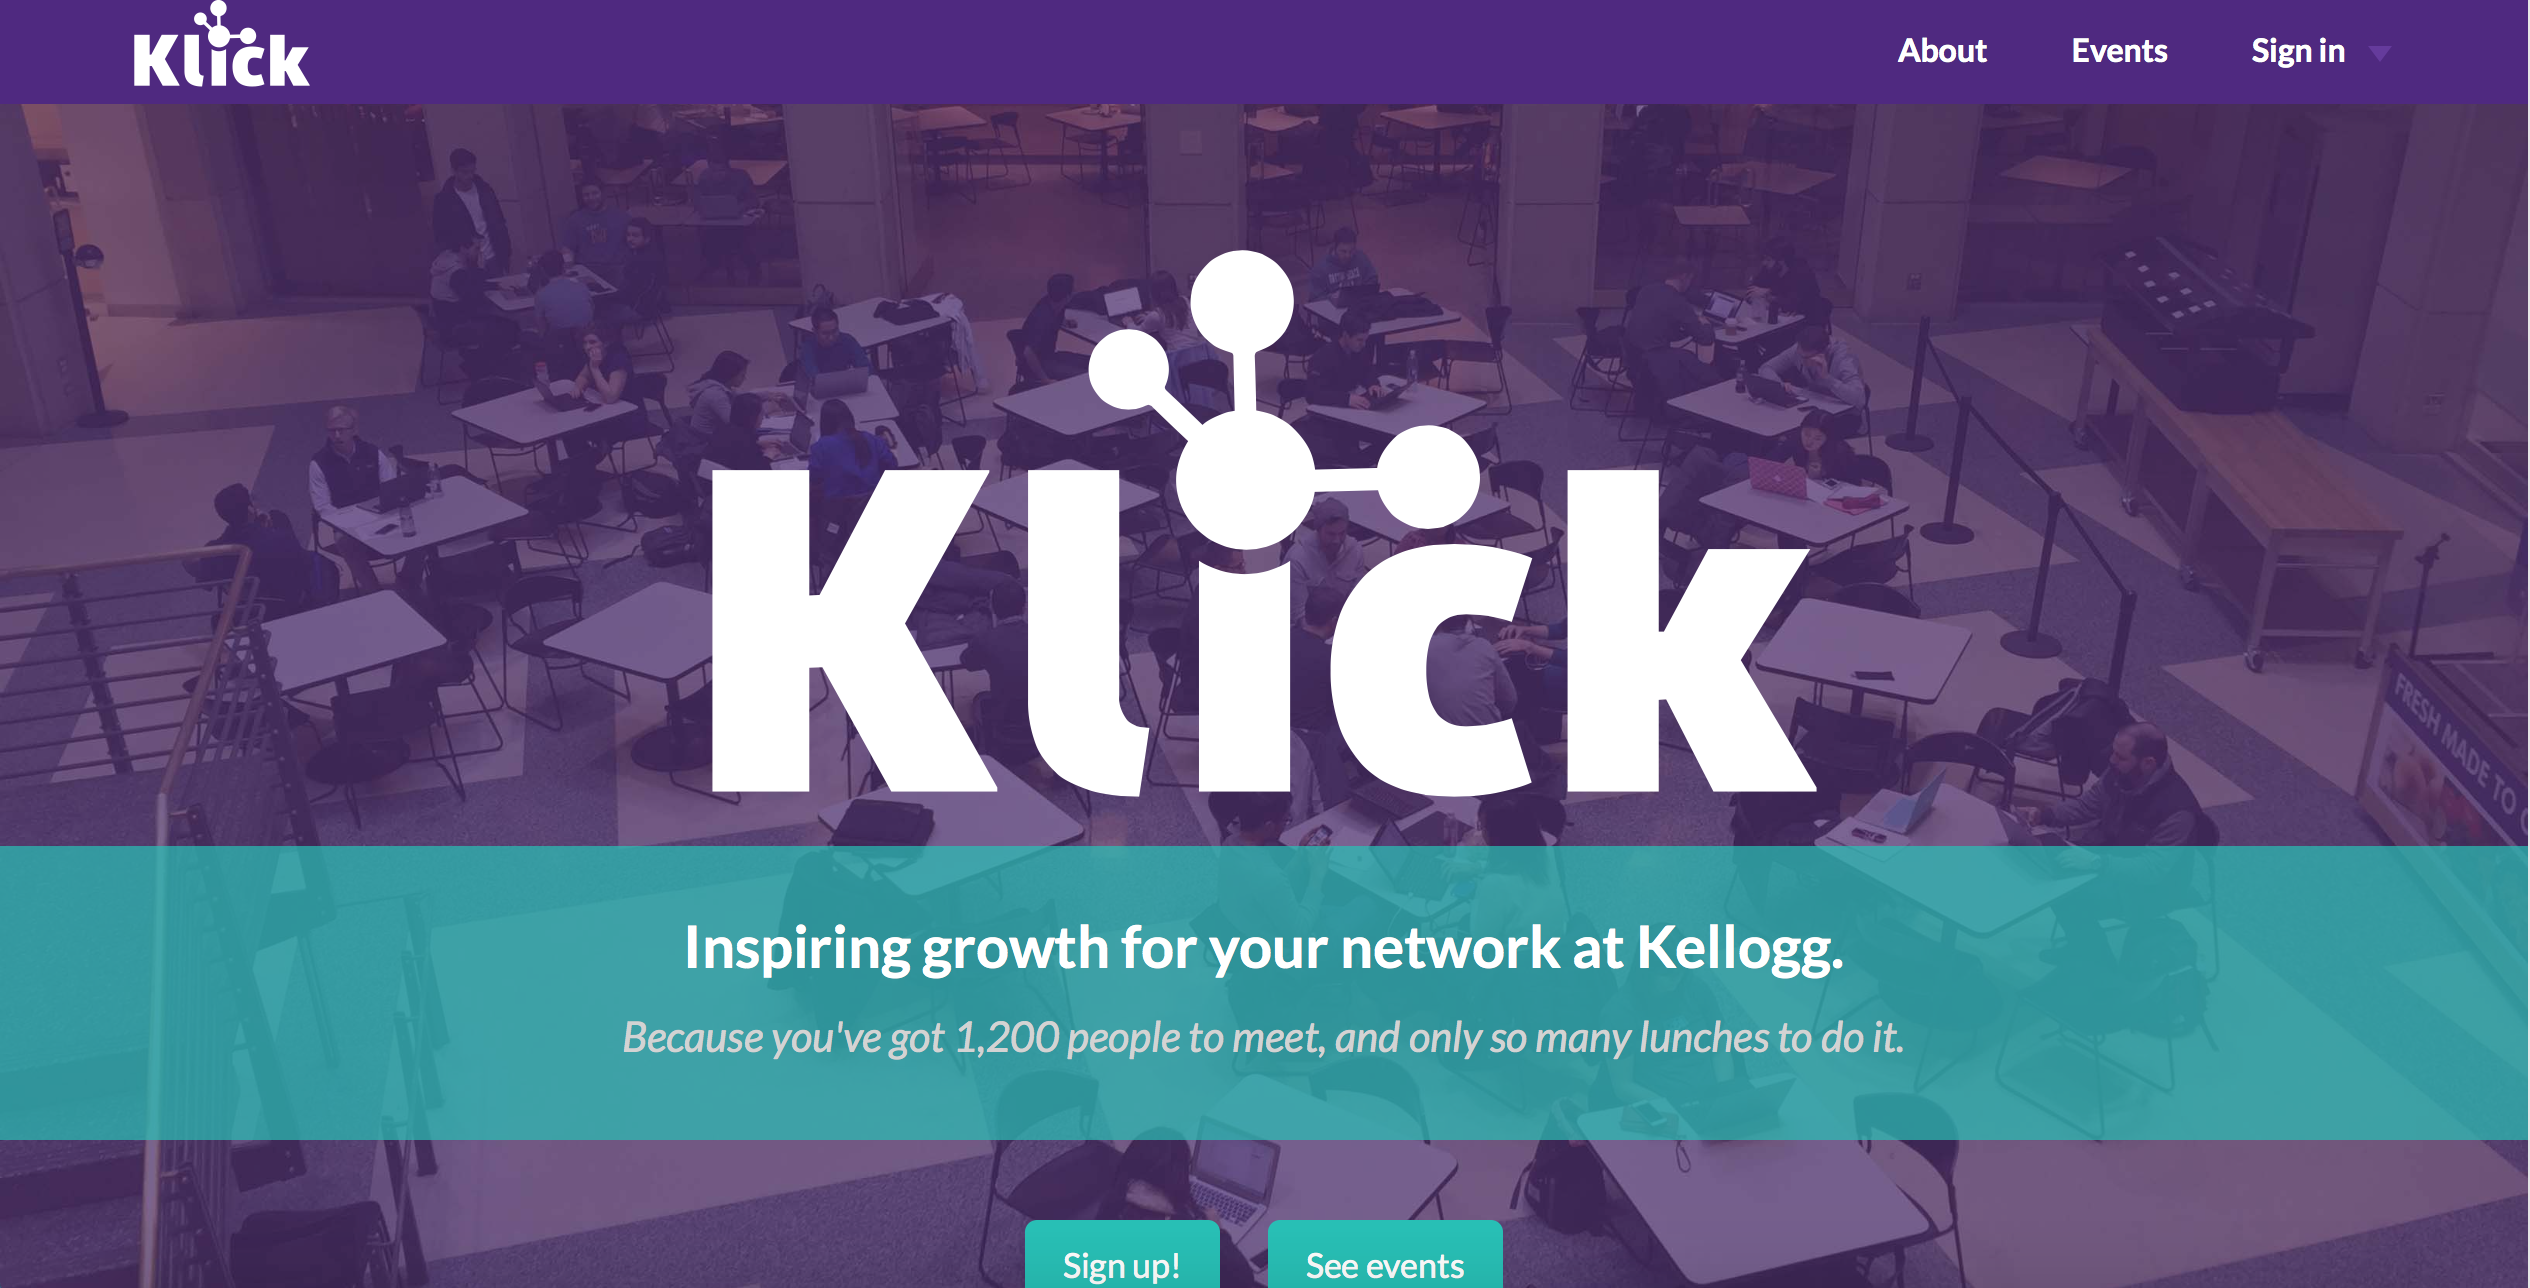 Klick
About Events Sign in
Klick
FRESH MADE TO
Inspiring growth for your network at Kellogg.
Because you've got 1,200 people to meet, and only so many lunches to do it.
Sign up! See events